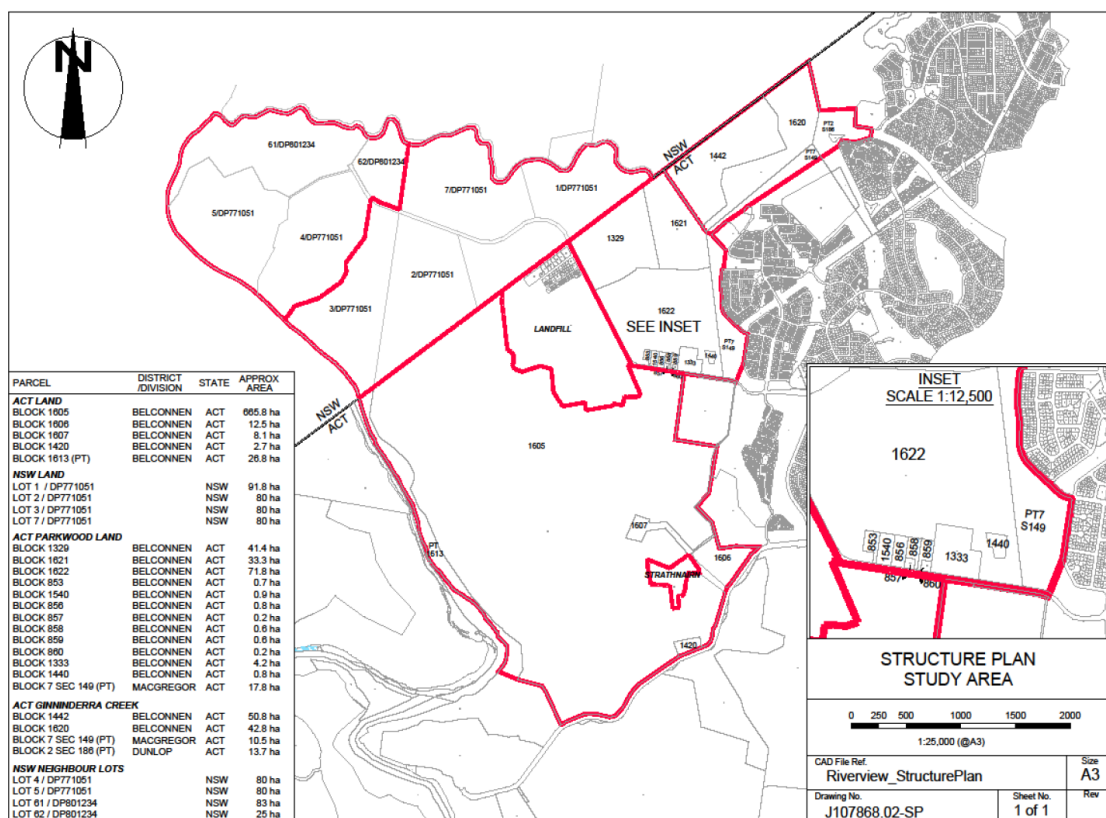 N
61/DP801234
62/DP801234
7/DP771051
1/DP771051
5/DP771051
4/DP771051
3/DP771051
2/DP771051
NSW
ACT
1620
PT2
S186
1442
PT7
S149
1329
1621
LANDFILL
1622
SEE INSET
853
1540
856
858
859
1333
1440
PT7
S149
NSW
ACT
1605
PT
1613
1607
1606
STRATHNAIRN
1420
PARCEL DISTRICT /DIVISION STATE APPROX AREA
ACT LAND
BLOCK 1605 BELCONNEN ACT 665.8 ha
BLOCK 1606 BELCONNEN ACT 12.5 ha
BLOCK 1607 BELCONNEN ACT 8.1 ha
BLOCK 1420 BELCONNEN ACT 2.7 ha
BLOCK 1613 (PT) BELCONNEN ACT 26.8 ha
NSW LAND
LOT 1 / DP771051 NSW 91.8 ha
LOT 2 / DP771051 NSW 80 ha
LOT 3 / DP771051 NSW 80 ha
LOT 7 / DP771051 NSW 80 ha
ACT PARKWOOD LAND
BLOCK 1329 BELCONNEN ACT 41.4 ha
BLOCK 1621 BELCONNEN ACT 33.3 ha
BLOCK 1622 BELCONNEN ACT 71.8 ha
BLOCK 853 BELCONNEN ACT 0.7 ha
BLOCK 1540 BELCONNEN ACT 0.9 ha
BLOCK 856 BELCONNEN ACT 0.8 ha
BLOCK 857 BELCONNEN ACT 0.2 ha
BLOCK 858 BELCONNEN ACT 0.6 ha
BLOCK 859 BELCONNEN ACT 0.6 ha
BLOCK 860 BELCONNEN ACT 0.2 ha
BLOCK 1333 BELCONNEN ACT 4.2 ha
BLOCK 1440 BELCONNEN ACT 0.8 ha
BLOCK 7 SEC 149 (PT) MACGREGOR ACT 17.8 ha
ACT GINNINDERRA CREEK
BLOCK 1442 BELCONNEN ACT 50.8 ha
BLOCK 1620 BELCONNEN ACT 42.8 ha
BLOCK 7 SEC 149 (PT) MACGREGOR ACT 10.5 ha
BLOCK 2 SEC 186 (PT) DUNLOP ACT 13.7 ha
NSW NEIGHBOUR LOTS
LOT 4 / DP771051 NSW 80 ha
LOT 5 / DP771051 NSW 80 ha
LOT 61 / DP801234 NSW 83 ha
LOT 62 / DP801234 NSW 25 ha
INSET
SCALE 1:12,500
1622
PT7
S149
853
1540
856
858
859
1333
1440
857
860
STRUCTURE PLAN
STUDY AREA
0 250 500 1000 1500 2000
1:25,000 (@A3)
CAD File Ref. Size
Riverview_StructurePlan A3
Drawing No. Sheet No. Rev
J107868.02-SP 1 of 1